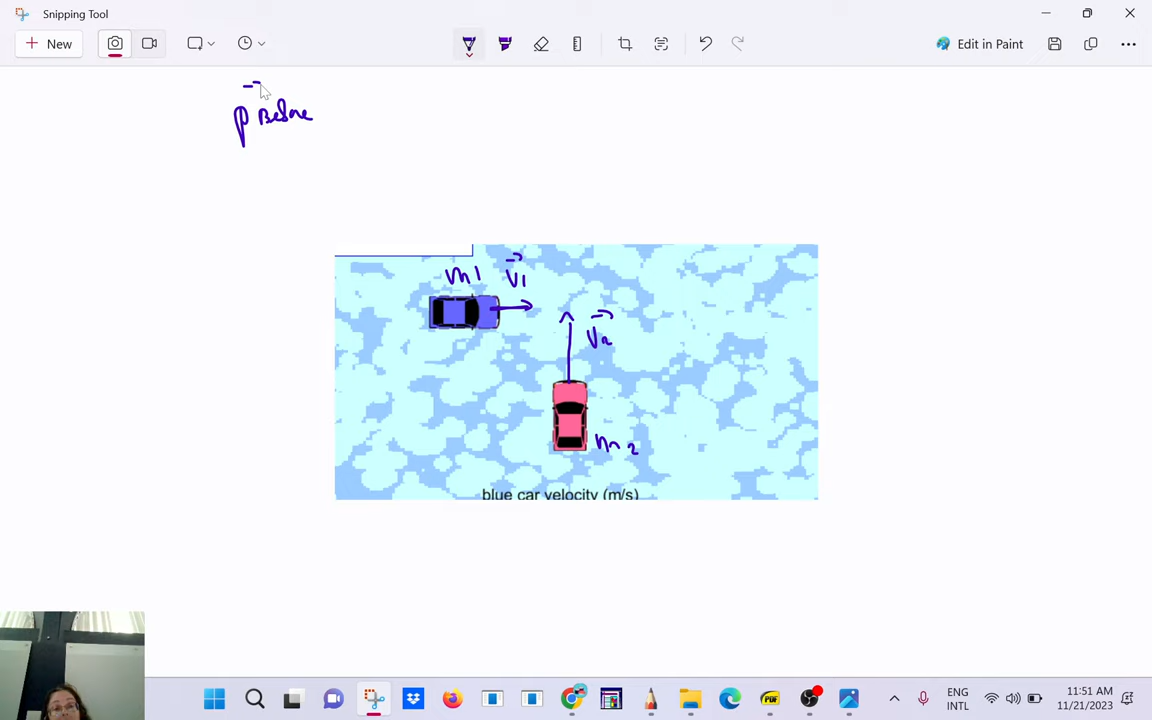 Snipping Tool
New
Edit in Paint
p Before
m1 v1
v2
m2
blue car velocity (m/s)
ENG
INTL
11:51 AM
11/21/2023